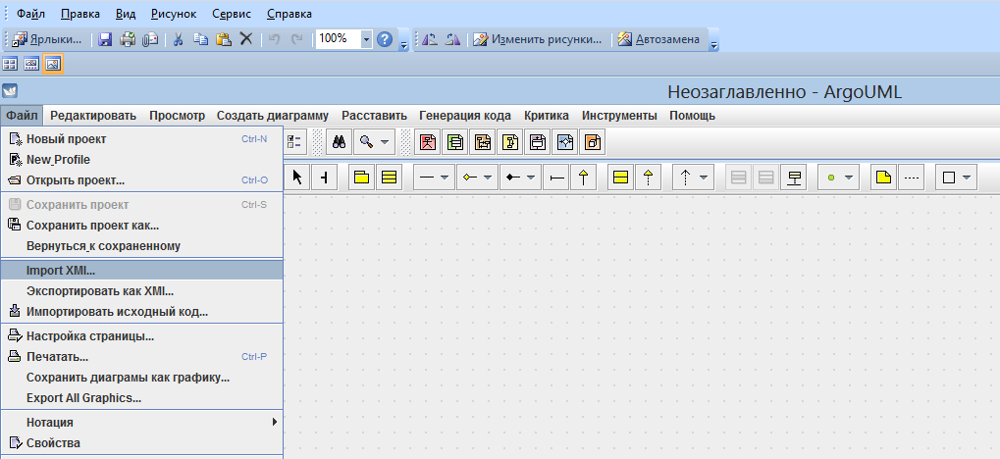 Файл Правка Вид Рисунок Сервис Справка
Ярлыки... 100% Изменить рисунки... Автозамена
Неозаглавленно - ArgoUML
Файл Редактировать Просмотр Создать диаграмму Расставить Генерация кода Критика Инструменты Помощь
Новый проект Ctrl-N
New_Profile
Открыть проект... Ctrl-O
Сохранить проект Ctrl-S
Сохранить проект как...
Вернуться к сохраненному
Import XMI...
Экспортировать как XMI...
Импортировать исходный код...
Настройка страницы...
Печатать... Ctrl-P
Сохранить диаграмы как графику...
Export All Graphics...
Нотация
Свойства